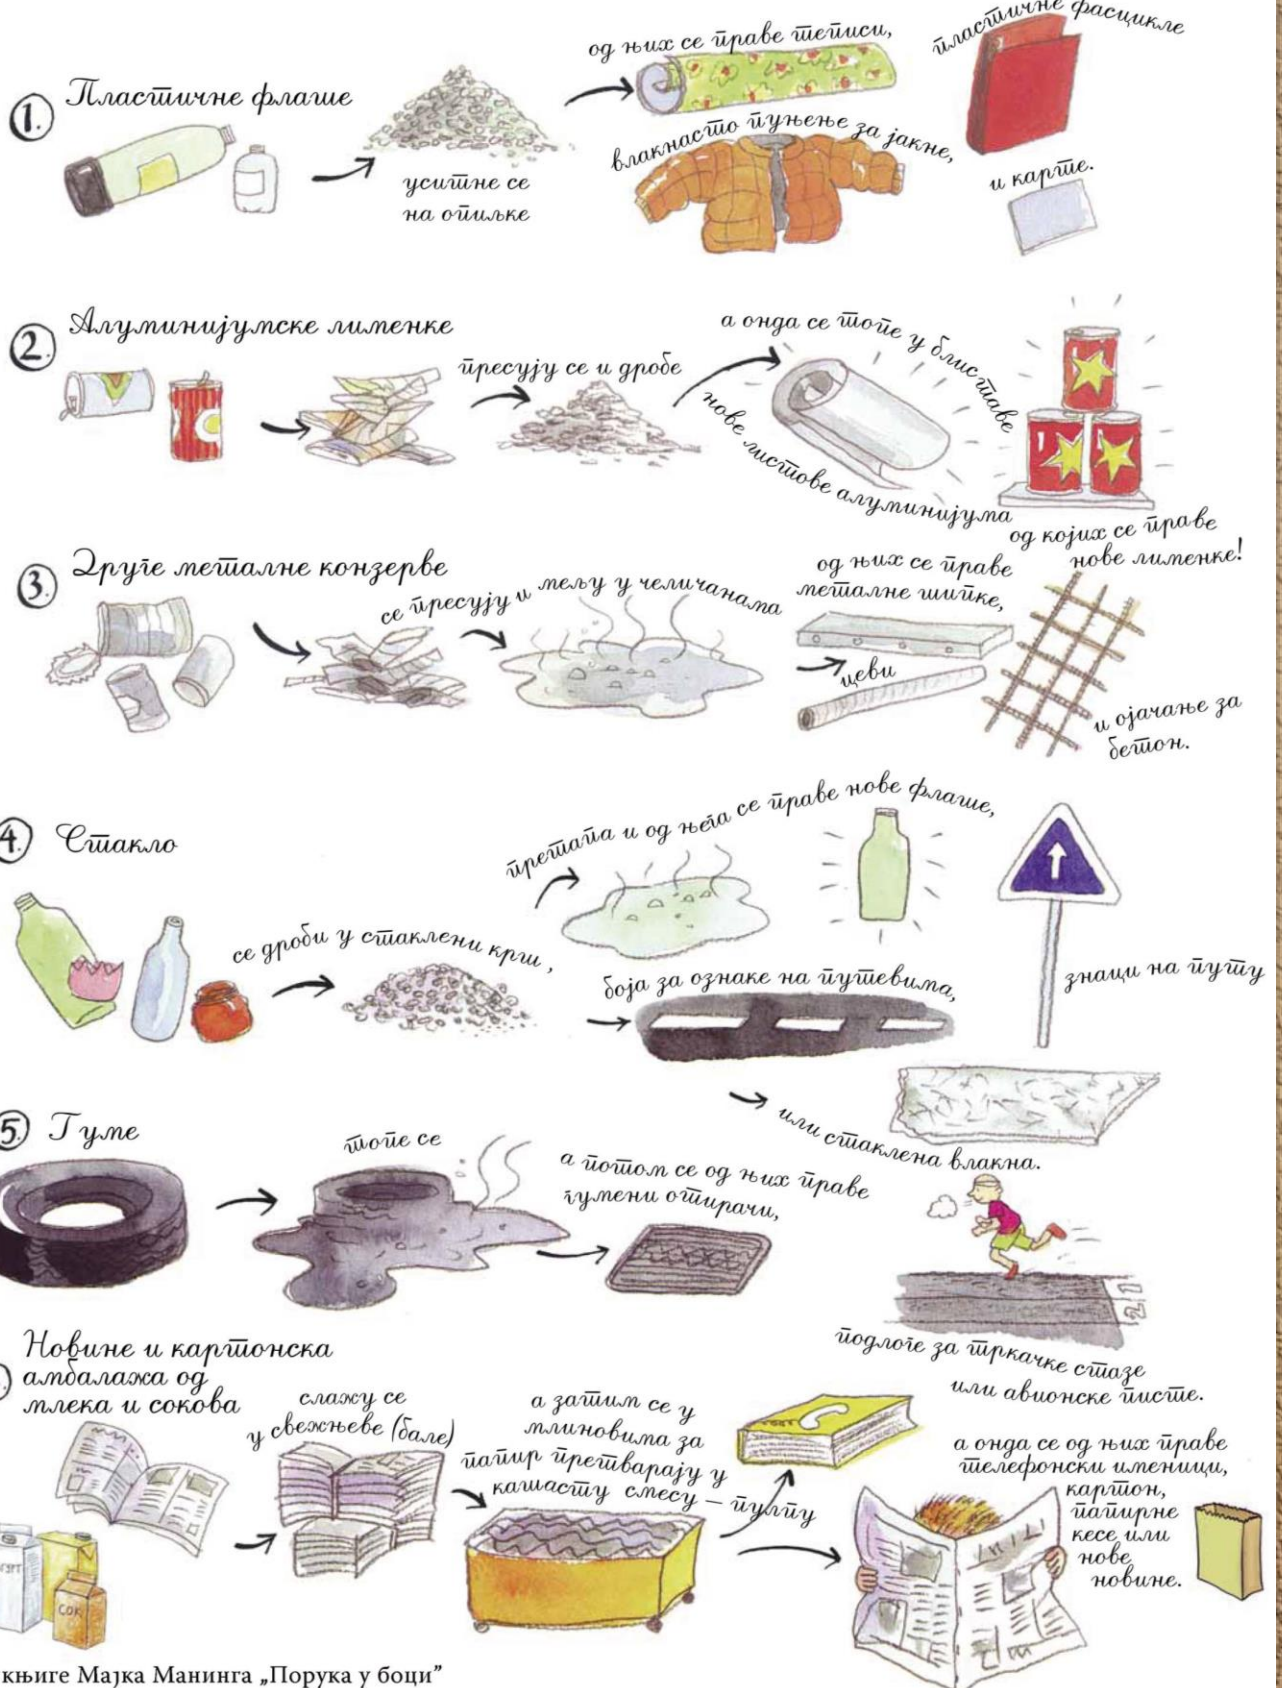 1. Пластичне флаше
уситне се
на опиљке
од њих се праве теписи,
влакнасто пуњење за јакне,
пластичне фасцикле
и карте.
2. Алуминијумске лименке
пресују се и дробе
а онда се топе у блиставе
нове листове алуминијума
од којих се праве
нове лименке!
3. Друге металне конзерве
се пресују и мељу у челичанама
од њих се праве
металне шипке,
цеви
и ојачање за
бетон.
4. Стакло
се дроби у стаклени крш,
претапа и од њега се праве нове флаше,
боја за ознаке на путевима,
знаци на путу
или стаклена влакна.
5. Гуме
топе се
а потом се од њих праве
гумени отирачи,
подлоге за тркачке стазе
или авионске писте.
2 1
Новине и картонска
амбалажа од
млека и сокова
слажу се
у свежњеве (бале)
а затим се у
млиновима за
папир претварају у
кашасту смесу – пулпу
а онда се од њих праве
телефонски именици,
картон,
папирне
кесе или
нове
новине.
СОК
књиге Мајка Манинга „Порука у боци”